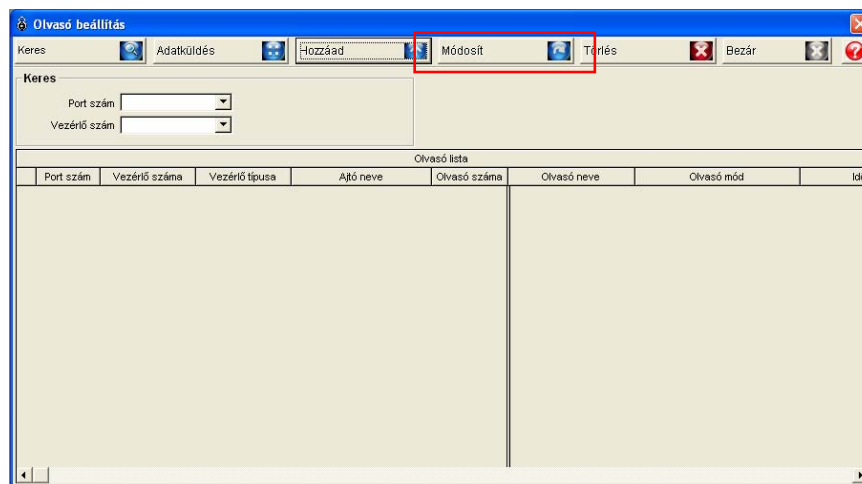 Olvasó beállítás
Keres Adatküldés Hozzáad Módosít Törlés Bezár
Keres
Port szám
Vezérlő szám
Olvasó lista
Port szám Vezérlő száma Vezérlő típusa Ajtó neve Olvasó száma Olvasó neve Olvasó mód